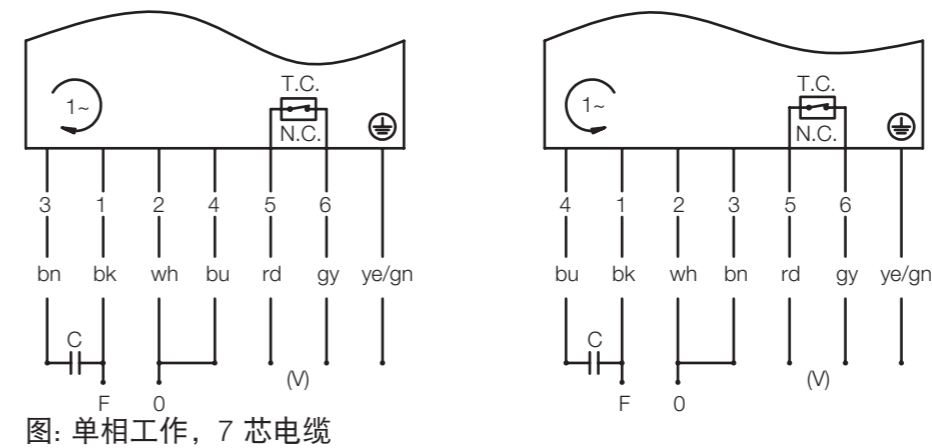 T.C. T.C.
1~ 1~
N.C. N.C.
3 1 2 4 5 6 4 1 2 3 5 6
bn bk wh bu rd gy ye/gn bu bk wh bn rd gy ye/gn
C C
(V) (V)
F 0 F 0
图: 单相工作，7 芯电缆